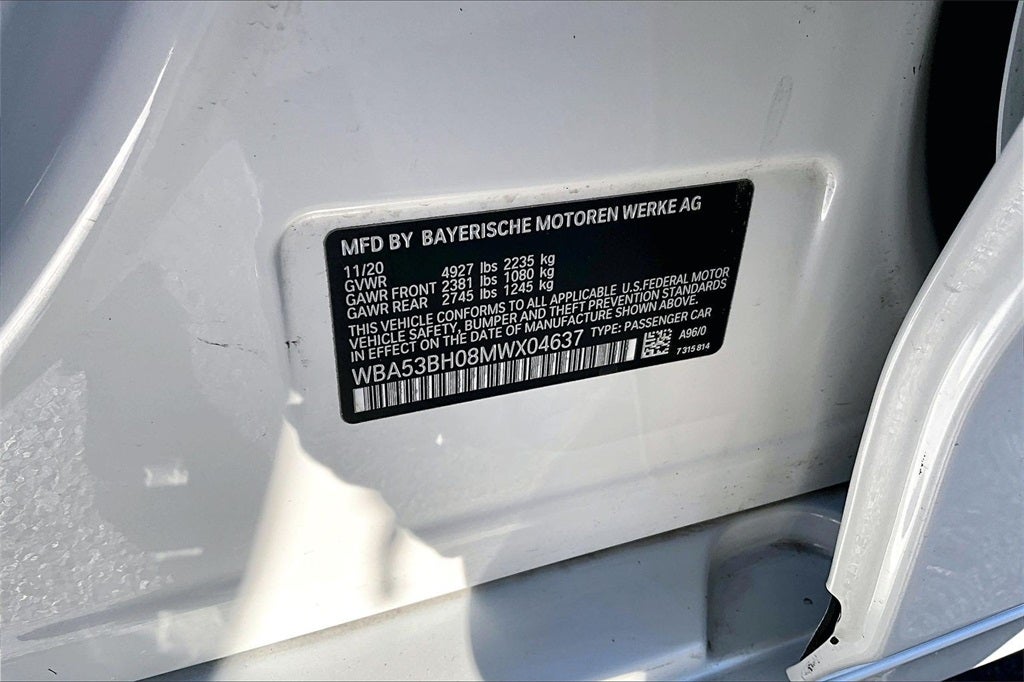 MFD BY BAYERISCHE MOTOREN WERKE AG
11/20
GVWR 4927 lbs 2235 kg
GAWR FRONT 2381 lbs 1080 kg
GAWR REAR 2745 lbs 1245 kg
THIS VEHICLE CONFORMS TO ALL APPLICABLE U.S.FEDERAL MOTOR
VEHICLE SAFETY, BUMPER AND THEFT PREVENTION STANDARDS
IN EFFECT ON THE DATE OF MANUFACTURE SHOWN ABOVE.
WBA53BH08MWX04637 TYPE: PASSENGER CAR
A96/0
7 315 814